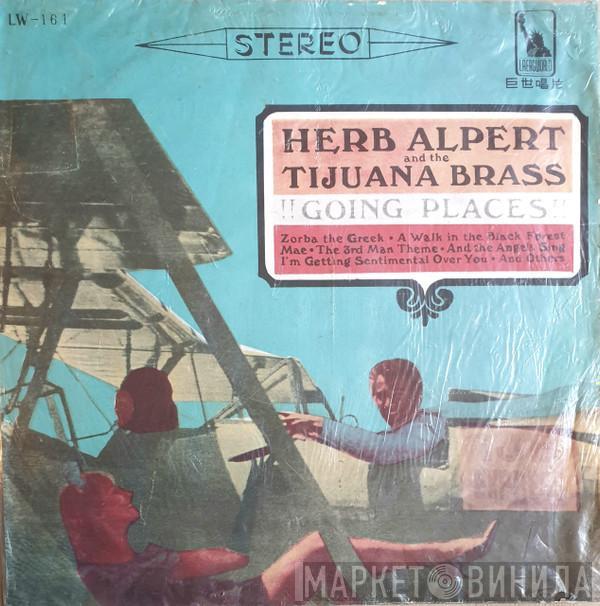 LW-161
STEREO
LIBERGWORLD
巨世唱片
HERB ALPERT
and the
TIJUANA BRASS
!!GOING PLACES!!
Zorba the Greek • A Walk in the Black Forest
Mae • The 3rd Man Theme • And the Angels Sing
I'm Getting Sentimental Over You • And Others
МАРКЕТ ВИНИЛА